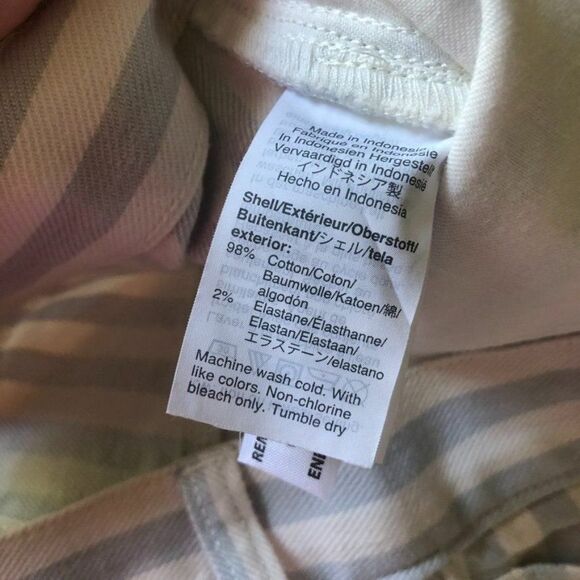 Made in Indonesia
Fabriqué en Indonésie
In Indonesien Hergestellt
Vervaardigd in Indonesië
インドネシア製
Hecho en Indonesia
Shell/Extérieur/Oberstoff/
Buitenkant/シェル/tela
exterior:
98% Cotton/Coton/
Baumwolle/Katoen/綿/
algodón
2% Elastane/Élasthanne/
Elastan/Elastaan/
エラステーン/elastano
Machine wash cold. With
like colors. Non-chlorine
bleach only. Tumble dry
REM
ENL